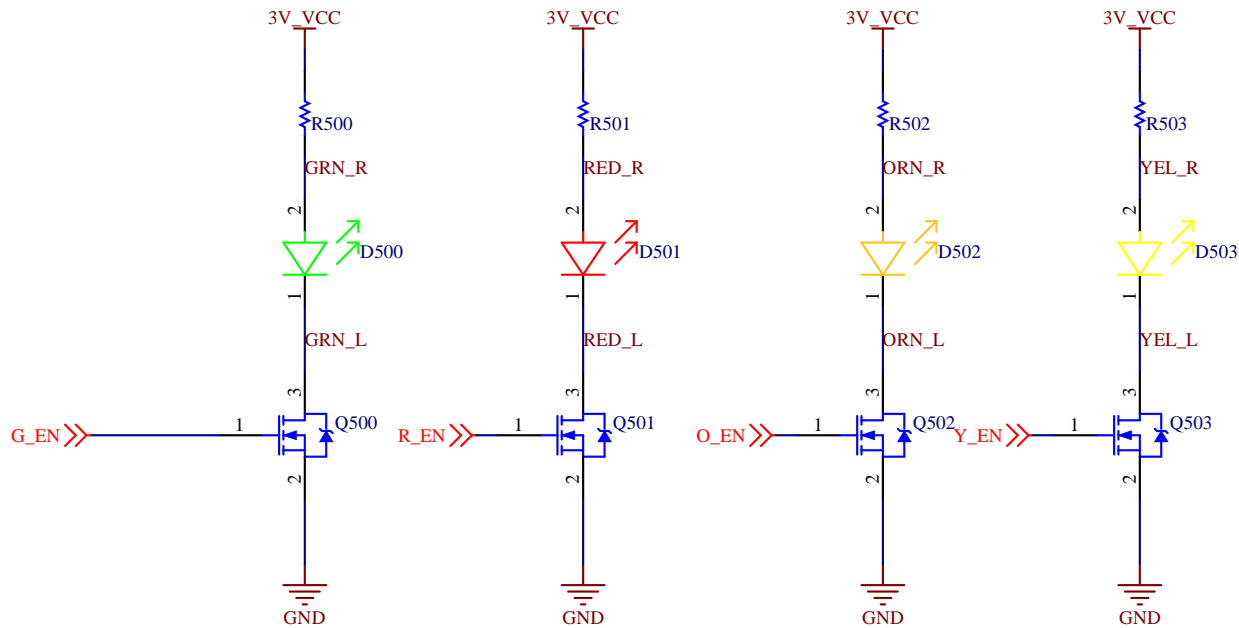 3V_VCC 3V_VCC 3V_VCC 3V_VCC
R500 R501 R502 R503
GRN_R RED_R ORN_R YEL_R
2 2 2 2
D500 D501 D502 D503
1 1 1 1
GRN_L RED_L ORN_L YEL_L
3 3 3 3
G_EN 1 Q500 R_EN 1 Q501 O_EN 1 Q502 Y_EN 1 Q503
2 2 2 2
GND GND GND GND